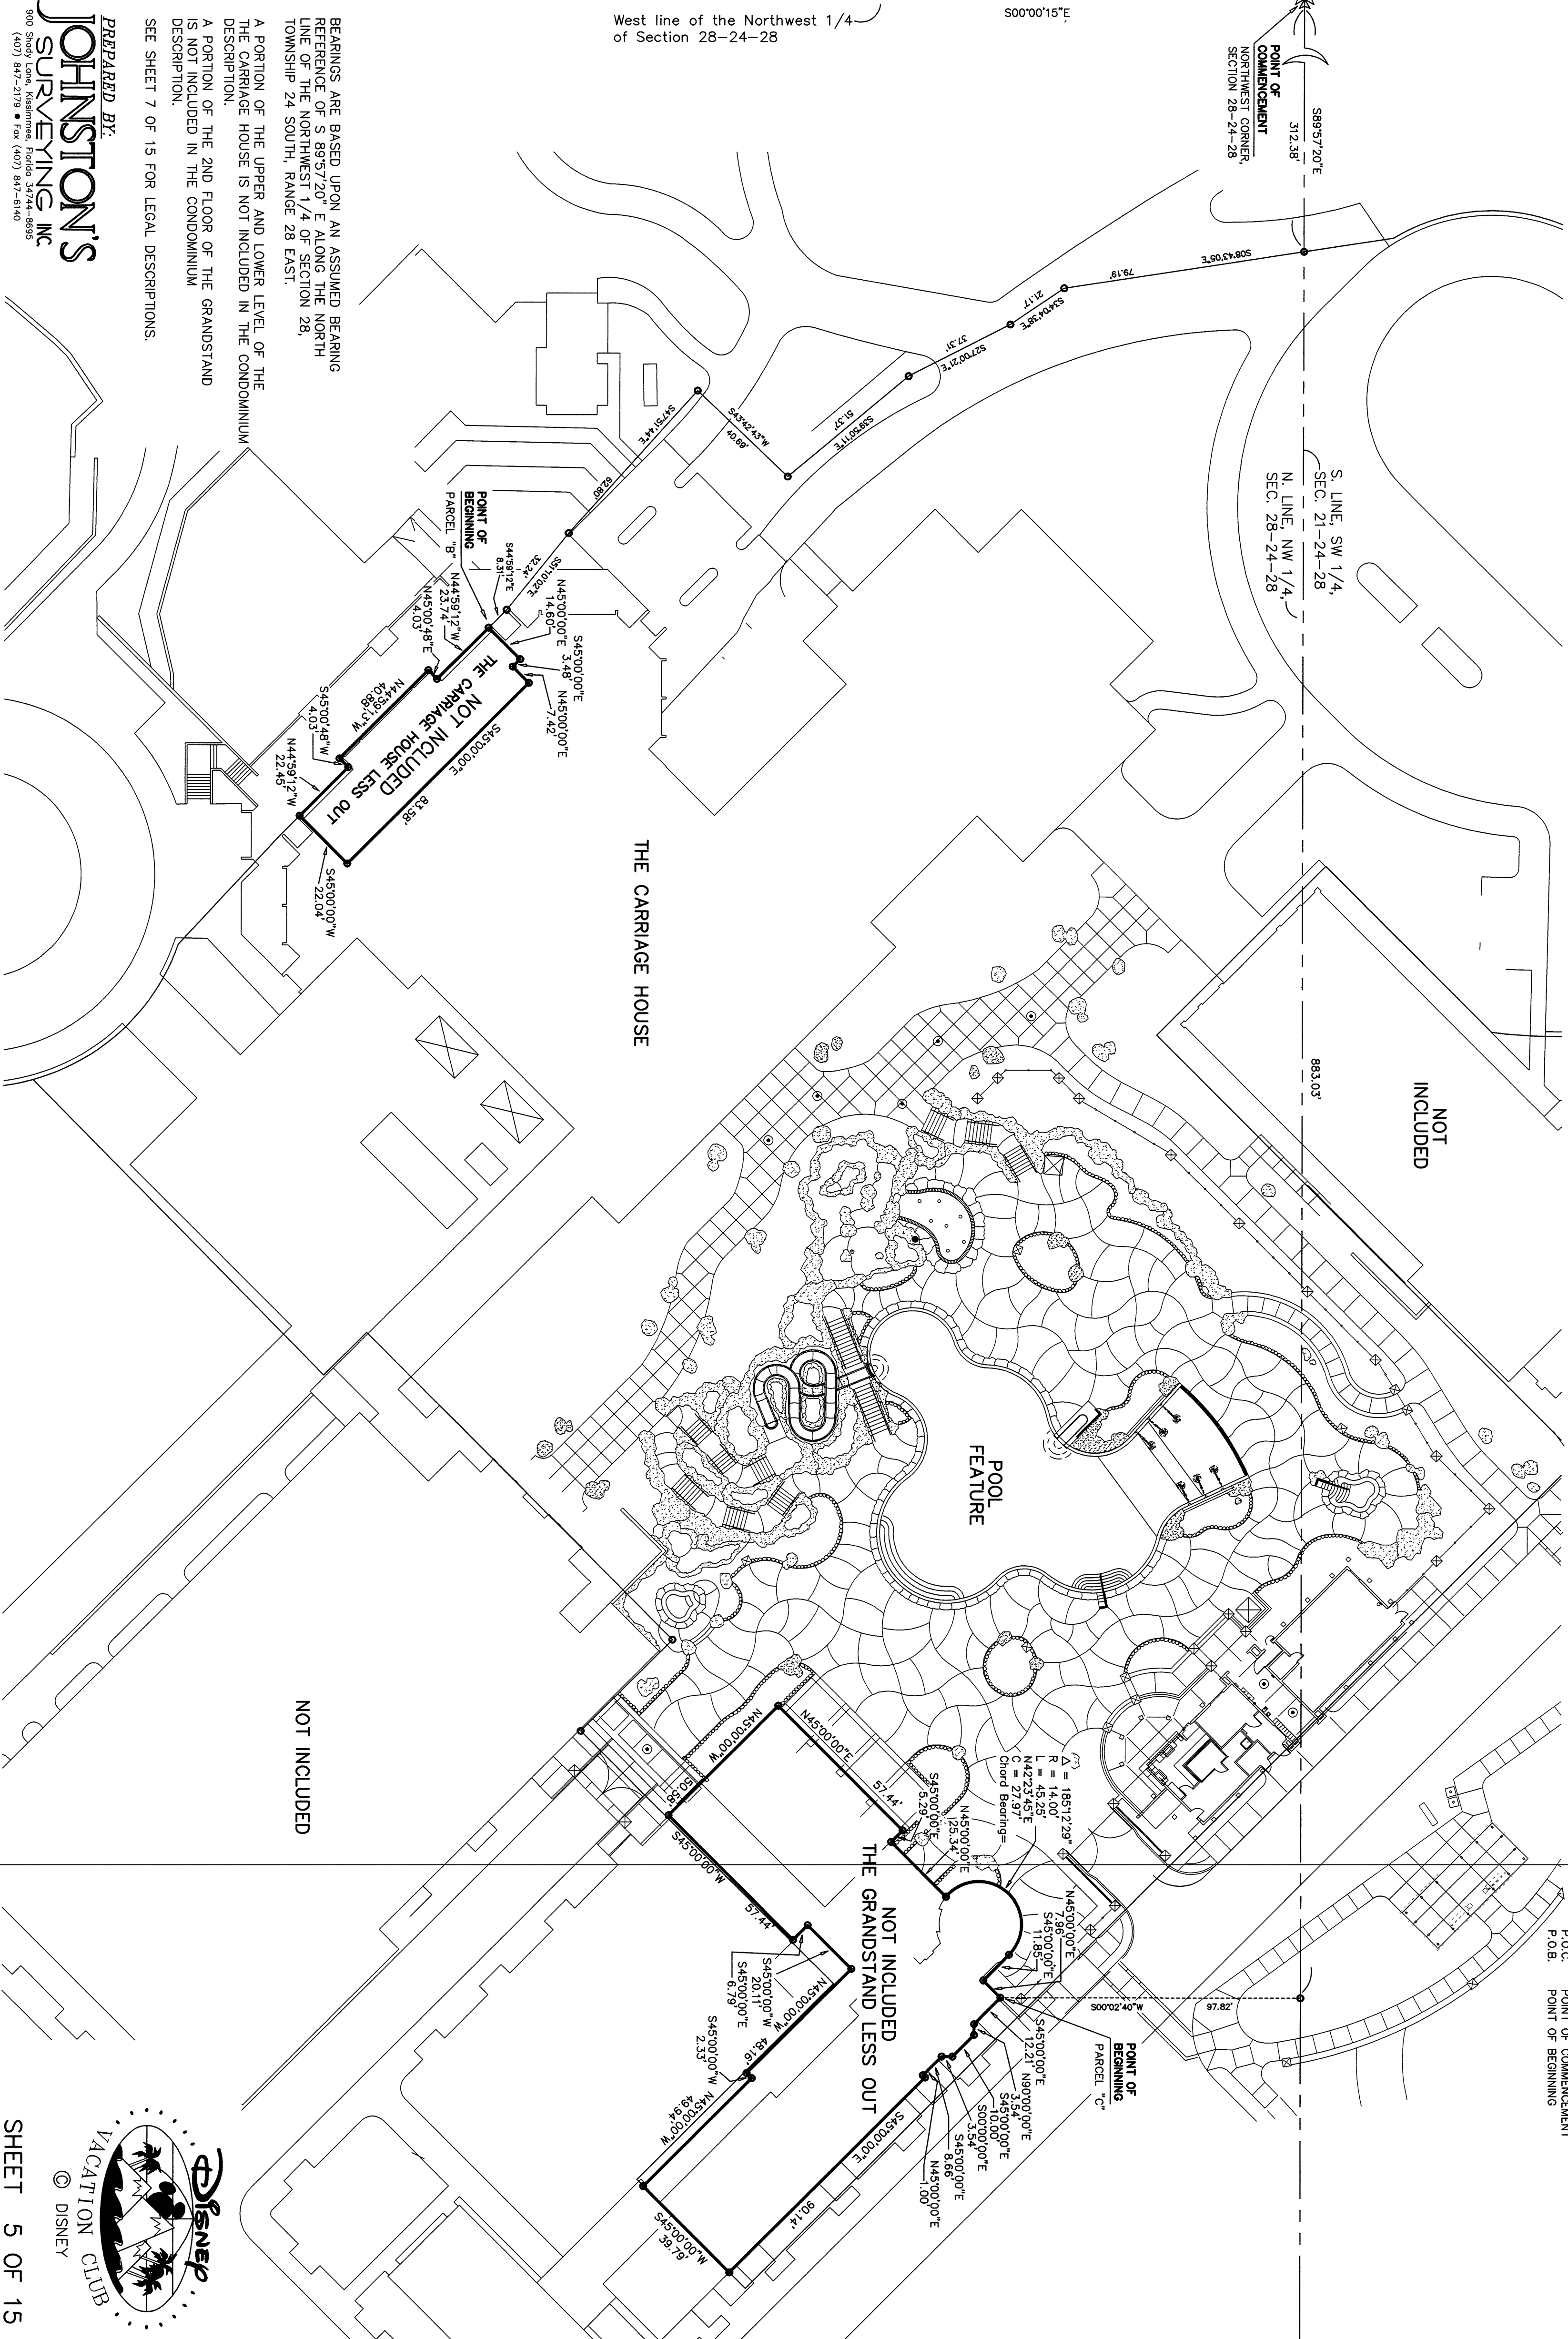 West line of the Northwest 1/4
of Section 28-24-28
S00°00'15"E
POINT OF
COMMENCEMENT
NORTHWEST CORNER,
SECTION 28-24-28
S89°57'20"E
312.38'
S08°43'05"E
79.19'
S34°04'38"E
21.17'
S27°00'21"E
37.31'
S39°50'11"E
51.37'
S43°42'43"W
40.69'
S47°51'44"E
62.80'
S51°10'02"E
32.24'
S44°59'12"E
8.31'
S. LINE, SW 1/4,
SEC. 21-24-28
N. LINE, NW 1/4,
SEC. 28-24-28
883.03'
POINT OF
BEGINNING
PARCEL "B"
N45°00'00"E
14.60'
S45°00'00"E
3.48'
N45°00'00"E
7.42'
S45°00'00"E
83.58'
S45°00'00"W
22.04'
N44°59'12"W
22.45'
S45°00'48"W
4.03'
N44°59'13"W
40.88'
N45°00'48"E
4.03'
N44°59'12"W
23.74'
NOT INCLUDED
THE CARRIAGE HOUSE LESS OUT
THE CARRIAGE HOUSE
NOT
INCLUDED
POOL
FEATURE
NOT INCLUDED
Δ = 185°12'29"
R = 14.00'
L = 45.25'
N42°23'45"E
C = 27.97'
Chord Bearing=
N45°00'00"W
50.58'
N45°00'00"E
57.44'
S45°00'00"E
5.29'
N45°00'00"E
25.34'
N45°00'00"E
7.96'
S45°00'00"E
11.85'
S00°02'40"W
97.82'
POINT OF
BEGINNING
PARCEL "C"
S45°00'00"E
12.21'
N90°00'00"E
3.54'
S45°00'00"E
10.00'
S00°00'00"E
3.54'
S45°00'00"E
8.66'
N45°00'00"E
1.00'
S45°00'00"E
90.14'
S45°00'00"W
39.79'
N45°00'00"W
49.94'
S45°00'00"W
2.33'
N45°00'00"W
48.16'
S45°00'00"W
20.11'
S45°00'00"E
6.79'
S45°00'00"W
57.44'
NOT INCLUDED
THE GRANDSTAND LESS OUT
P.O.C. POINT OF COMMENCEMENT
P.O.B. POINT OF BEGINNING
BEARINGS ARE BASED UPON AN ASSUMED BEARING
REFERENCE OF S 89°57'20" E ALONG THE NORTH
LINE OF THE NORTHWEST 1/4 OF SECTION 28,
TOWNSHIP 24 SOUTH, RANGE 28 EAST.
A PORTION OF THE UPPER AND LOWER LEVEL OF THE
THE CARRIAGE HOUSE IS NOT INCLUDED IN THE CONDOMINIUM
DESCRIPTION.
A PORTION OF THE 2ND FLOOR OF THE GRANDSTAND
IS NOT INCLUDED IN THE CONDOMINIUM
DESCRIPTION.
SEE SHEET 7 OF 15 FOR LEGAL DESCRIPTIONS.
PREPARED BY:
JOHNSTON'S
SURVEYING INC
900 Shady Lane, Kissimmee, Florida 34744-8695
(407) 847-2179 ● Fax (407) 847-6140
Disney
VACATION CLUB
© DISNEY
SHEET 5 OF 15